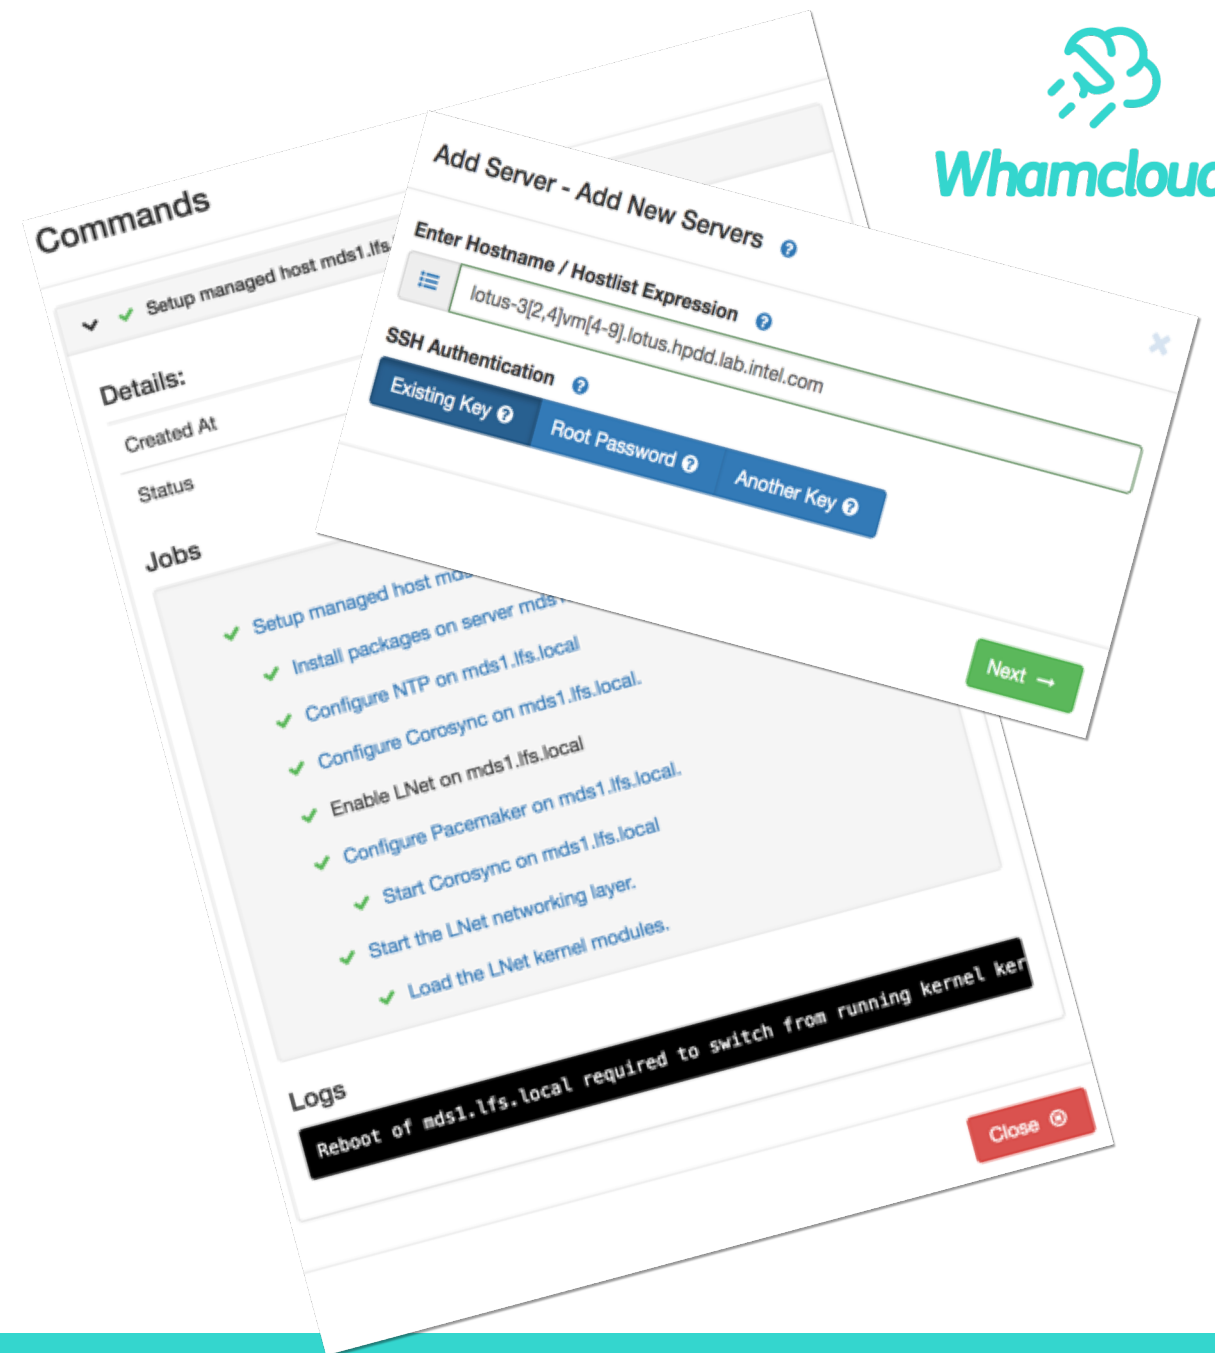 Whamcloud
Commands
Setup managed host mds1.lfs.
Details:
Created At
Status
Jobs
Setup managed host mds
Install packages on server mds1
Configure NTP on mds1.lfs.local
Configure Corosync on mds1.lfs.local.
Enable LNet on mds1.lfs.local
Configure Pacemaker on mds1.lfs.local.
Start Corosync on mds1.lfs.local
Start the LNet networking layer.
Load the LNet kernel modules.
Logs
Reboot of mds1.lfs.local required to switch from running kernel ker
Close
Add Server - Add New Servers
Enter Hostname / Hostlist Expression
lotus-3[2,4]vm[4-9].lotus.hpdd.lab.intel.com
SSH Authentication
Existing Key
Root Password
Another Key
Next →